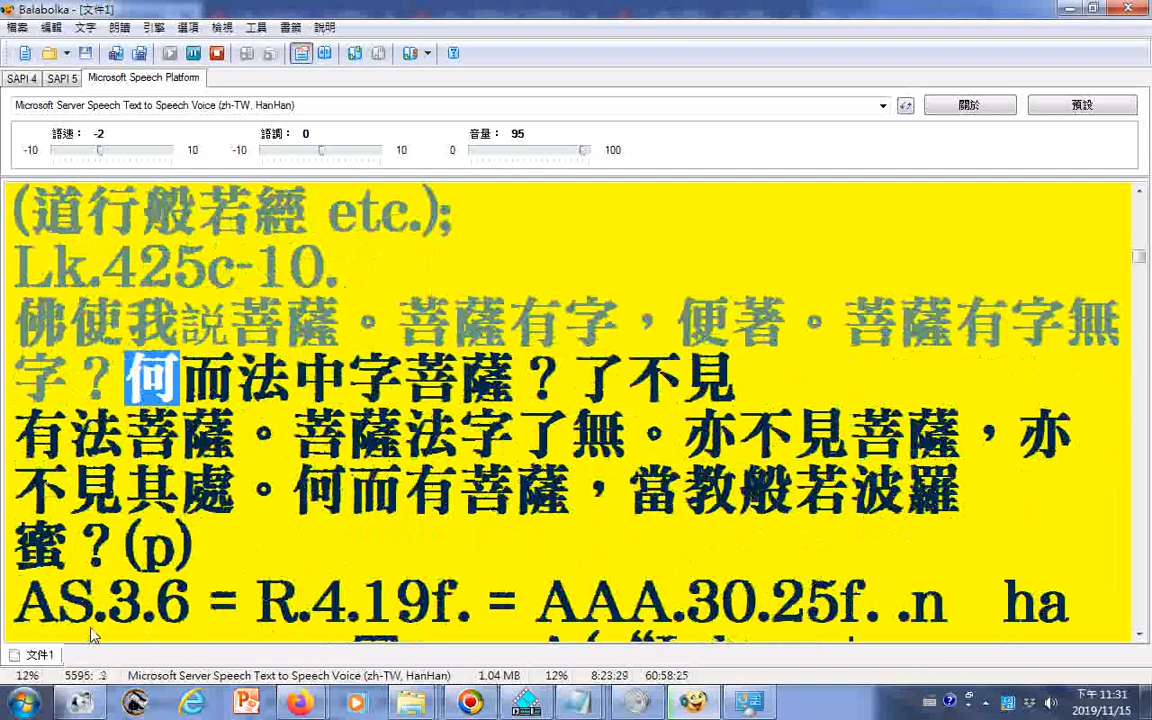 Balabolka - [文件1]
檔案 編輯 文字 朗讀 引擎 選項 檢視 工具 書籤 說明
SAPI 4 SAPI 5 Microsoft Speech Platform
Microsoft Server Speech Text to Speech Voice (zh-TW, HanHan) 關於 預設
語速： -2 語調： 0 音量： 95
-10 10 -10 10 0 100
(道行般若經 etc.);
Lk.425c-10.
佛使我説菩薩。菩薩有字，便著。菩薩有字無
字？何而法中字菩薩？了不見
有法菩薩。菩薩法字了無。亦不見菩薩，亦
不見其處。何而有菩薩，當教般若波羅
蜜？(p)
AS.3.6 = R.4.19f. = AAA.30.25f. .n ha
文件1
12% Microsoft Server Speech Text to Speech Voice (zh-TW, HanHan) 1.04 MB 12% 8:23:29 60:58:25
下午 11:31
2019/11/15